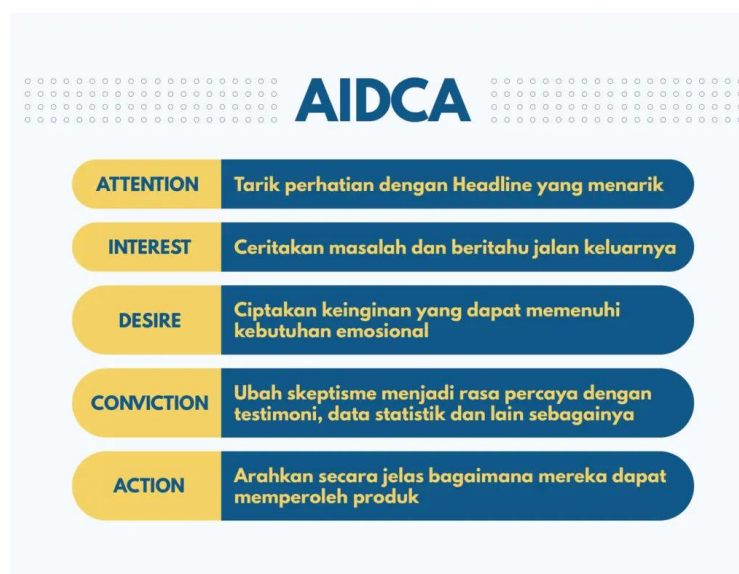 AIDCA
ATTENTION
Tarik perhatian dengan Headline yang menarik
INTEREST
Ceritakan masalah dan beritahu jalan keluarnya
DESIRE
Ciptakan keinginan yang dapat memenuhi
kebutuhan emosional
CONVICTION
Ubah skeptisme menjadi rasa percaya dengan
testimoni, data statistik dan lain sebagainya
ACTION
Arahkan secara jelas bagaimana mereka dapat
memperoleh produk